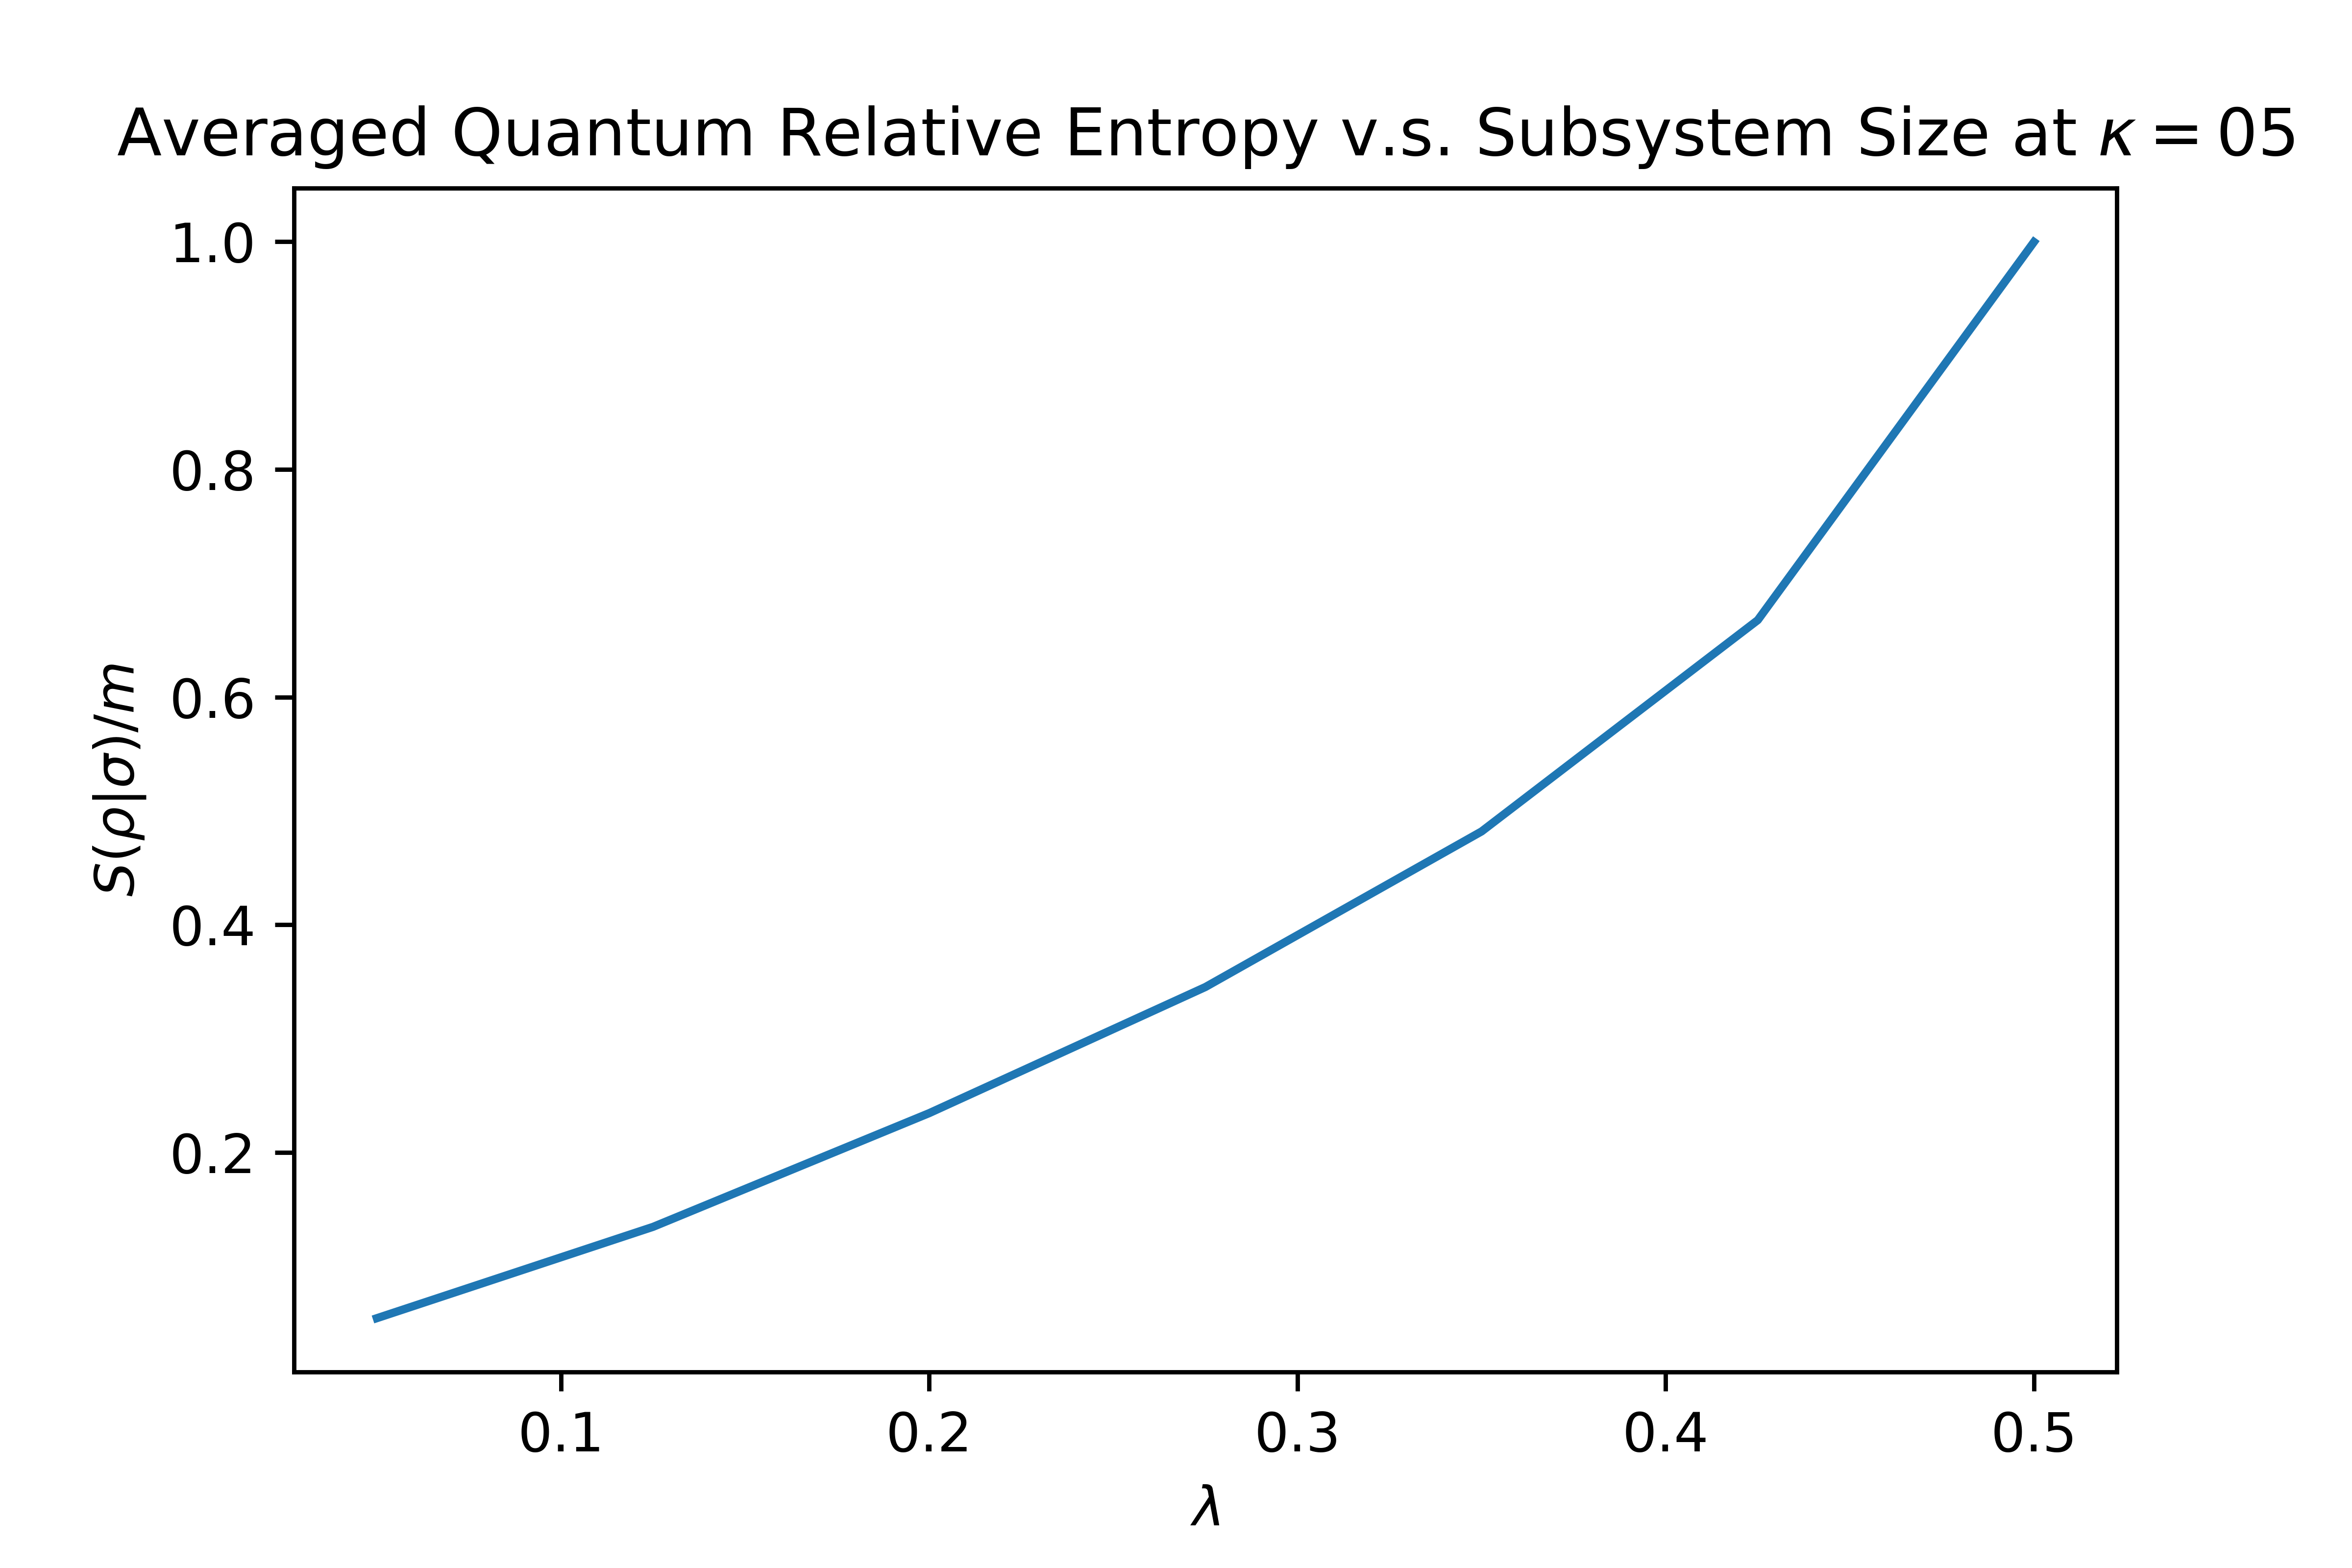 Averaged Quantum Relative Entropy v.s. Subsystem Size at κ = 05
1.0
0.8
0.6
0.4
0.2
S(ρ|σ)/m
0.1 0.2 0.3 0.4 0.5
λ